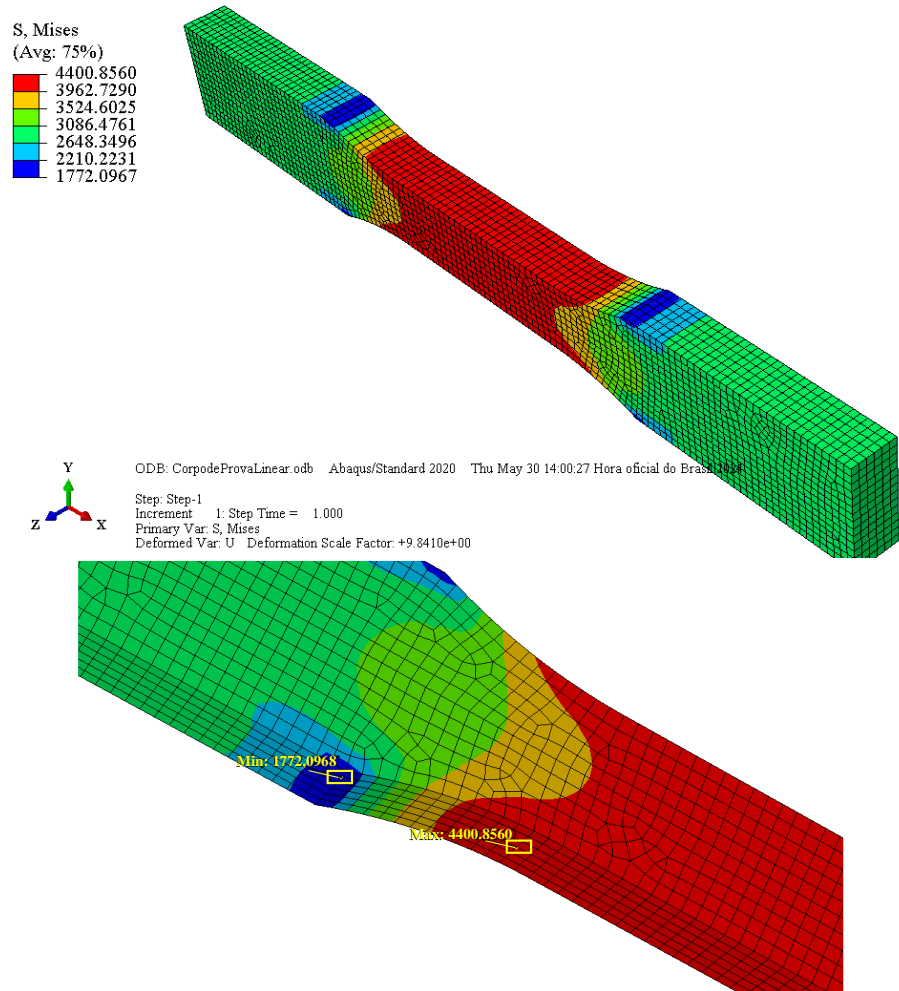 S, Mises
(Avg: 75%)
4400.8560
3962.7290
3524.6025
3086.4761
2648.3496
2210.2231
1772.0967
Y
Z
X
ODB: CorpodeProvaLinear.odb Abaqus/Standard 2020 Thu May 30 14:00:27 Hora oficial do Brasil 2024
Step: Step-1
Increment 1: Step Time = 1.000
Primary Var: S, Mises
Deformed Var: U Deformation Scale Factor: +9.8410e+00
Min: 1772.0968
Max: 4400.8560